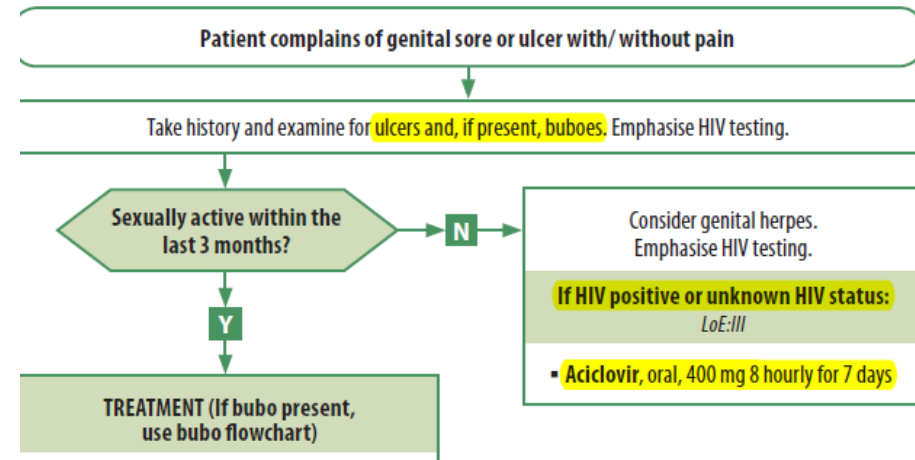 Patient complains of genital sore or ulcer with/ without pain
Take history and examine for ulcers and, if present, buboes. Emphasise HIV testing.
Sexually active within the
last 3 months?
N
Consider genital herpes.
Emphasise HIV testing.
If HIV positive or unknown HIV status:
LoE:III
▪ Aciclovir, oral, 400 mg 8 hourly for 7 days
Y
TREATMENT (If bubo present,
use bubo flowchart)